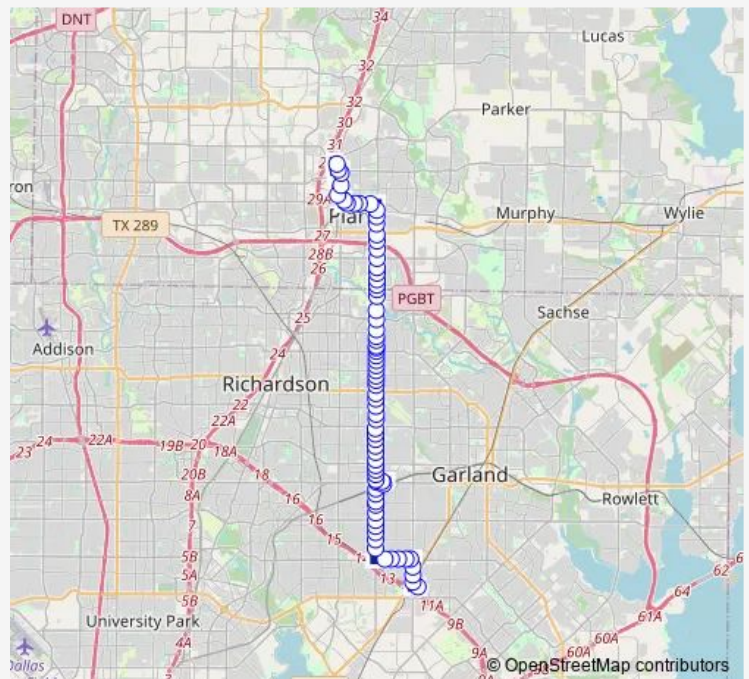 DNT
34
Lucas
32
32
Parker
30
31
ron
29A
Murphy
Wylie
TX 289
27
28B
26
PGBT
Sachse
25
Addison
24
Richardson
22
22A
23
24
22A
19B
20
18A
18
20B
8A
Garland
16
Rowlett
16
7
15
5B
13
62
6
5A
64
5B
11A
61A
University Park
9B
60A
4A
60A
Dallas
9A
© OpenStreetMap contributors